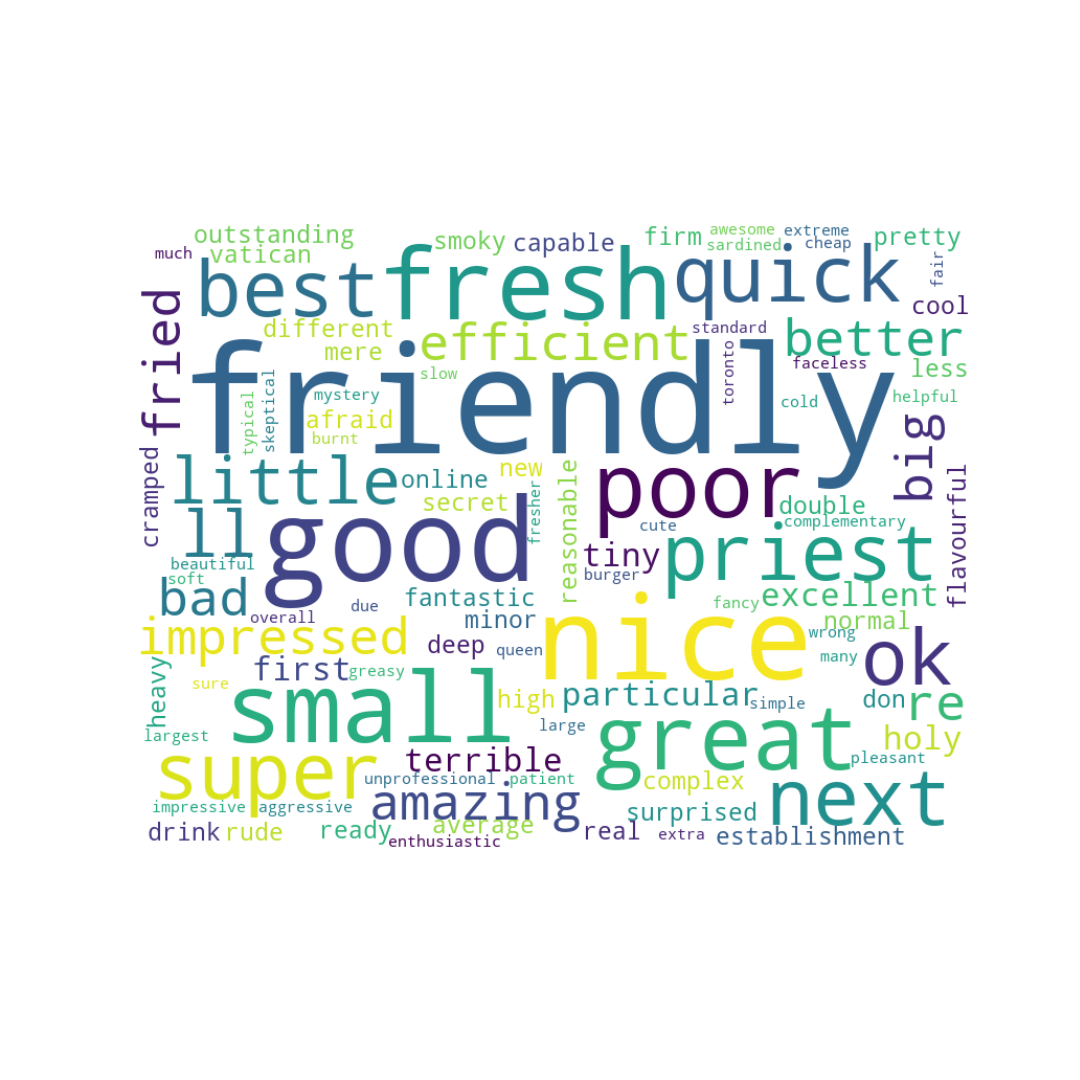 outstanding
smoky
capable
firm
awesome
extreme
pretty
much
vatican
sardined
cheap
fair
best
fresh
quick
cool
fried
different
efficient
standard
better
mere
toronto
faceless
less
friendly
slow
typical
skeptical
mystery
cold
helpful
afraid
burnt
big
cramped
little
online
new
reasonable
poor
flavourful
secret
fresher
double
ll
good
cute
complementary
tiny
priest
beautiful
soft
burger
bad
fantastic
excellent
due
fancy
overall
minor
nice
normal
impressed
deep
queen
wrong
ok
first
greasy
many
heavy
sure
small
high
particular
simple
don
re
largest
large
great
holy
super
terrible
pleasant
unprofessional
patient
complex
next
impressive
aggressive
amazing
surprised
drink
rude
ready
average
real
extra
establishment
enthusiastic